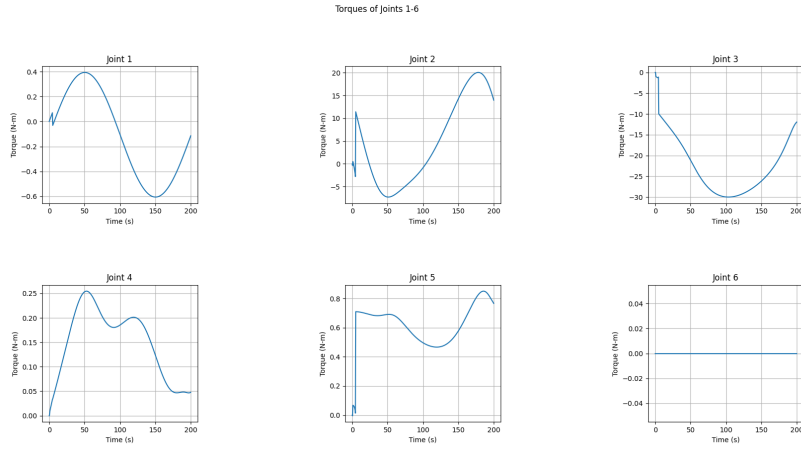 Torques of Joints 1-6
Joint 1
Torque (N-m)
0.4
0.2
0.0
−0.2
−0.4
−0.6
0 50 100 150 200
Time (s)
Joint 2
Torque (N-m)
20
15
10
5
0
−5
0 50 100 150 200
Time (s)
Joint 3
Torque (N-m)
0
−5
−10
−15
−20
−25
−30
0 50 100 150 200
Time (s)
Joint 4
Torque (N-m)
0.25
0.20
0.15
0.10
0.05
0.00
0 50 100 150 200
Time (s)
Joint 5
Torque (N-m)
0.8
0.6
0.4
0.2
0.0
0 50 100 150 200
Time (s)
Joint 6
Torque (N-m)
0.04
0.02
0.00
−0.02
−0.04
0 50 100 150 200
Time (s)